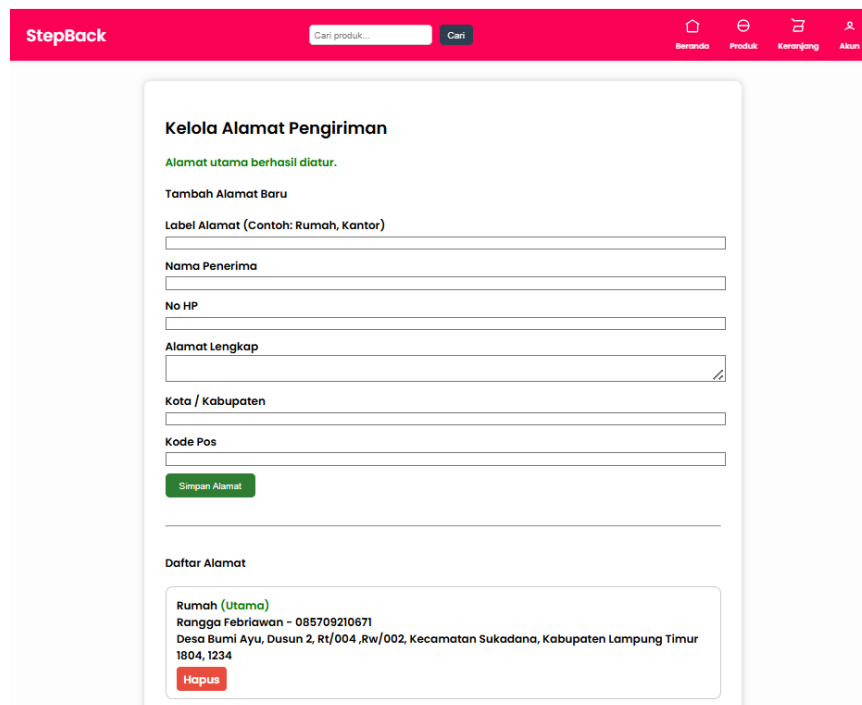 StepBack
Cari produk...
Cari
Beranda
Produk
Keranjang
Akun
Kelola Alamat Pengiriman
Alamat utama berhasil diatur.
Tambah Alamat Baru
Label Alamat (Contoh: Rumah, Kantor)
Nama Penerima
No HP
Alamat Lengkap
Kota / Kabupaten
Kode Pos
Simpan Alamat
Daftar Alamat
Rumah (Utama)
Rangga Febriawan - 085709210671
Desa Bumi Ayu, Dusun 2, Rt/004 ,Rw/002, Kecamatan Sukadana, Kabupaten Lampung Timur
1804, 1234
Hapus